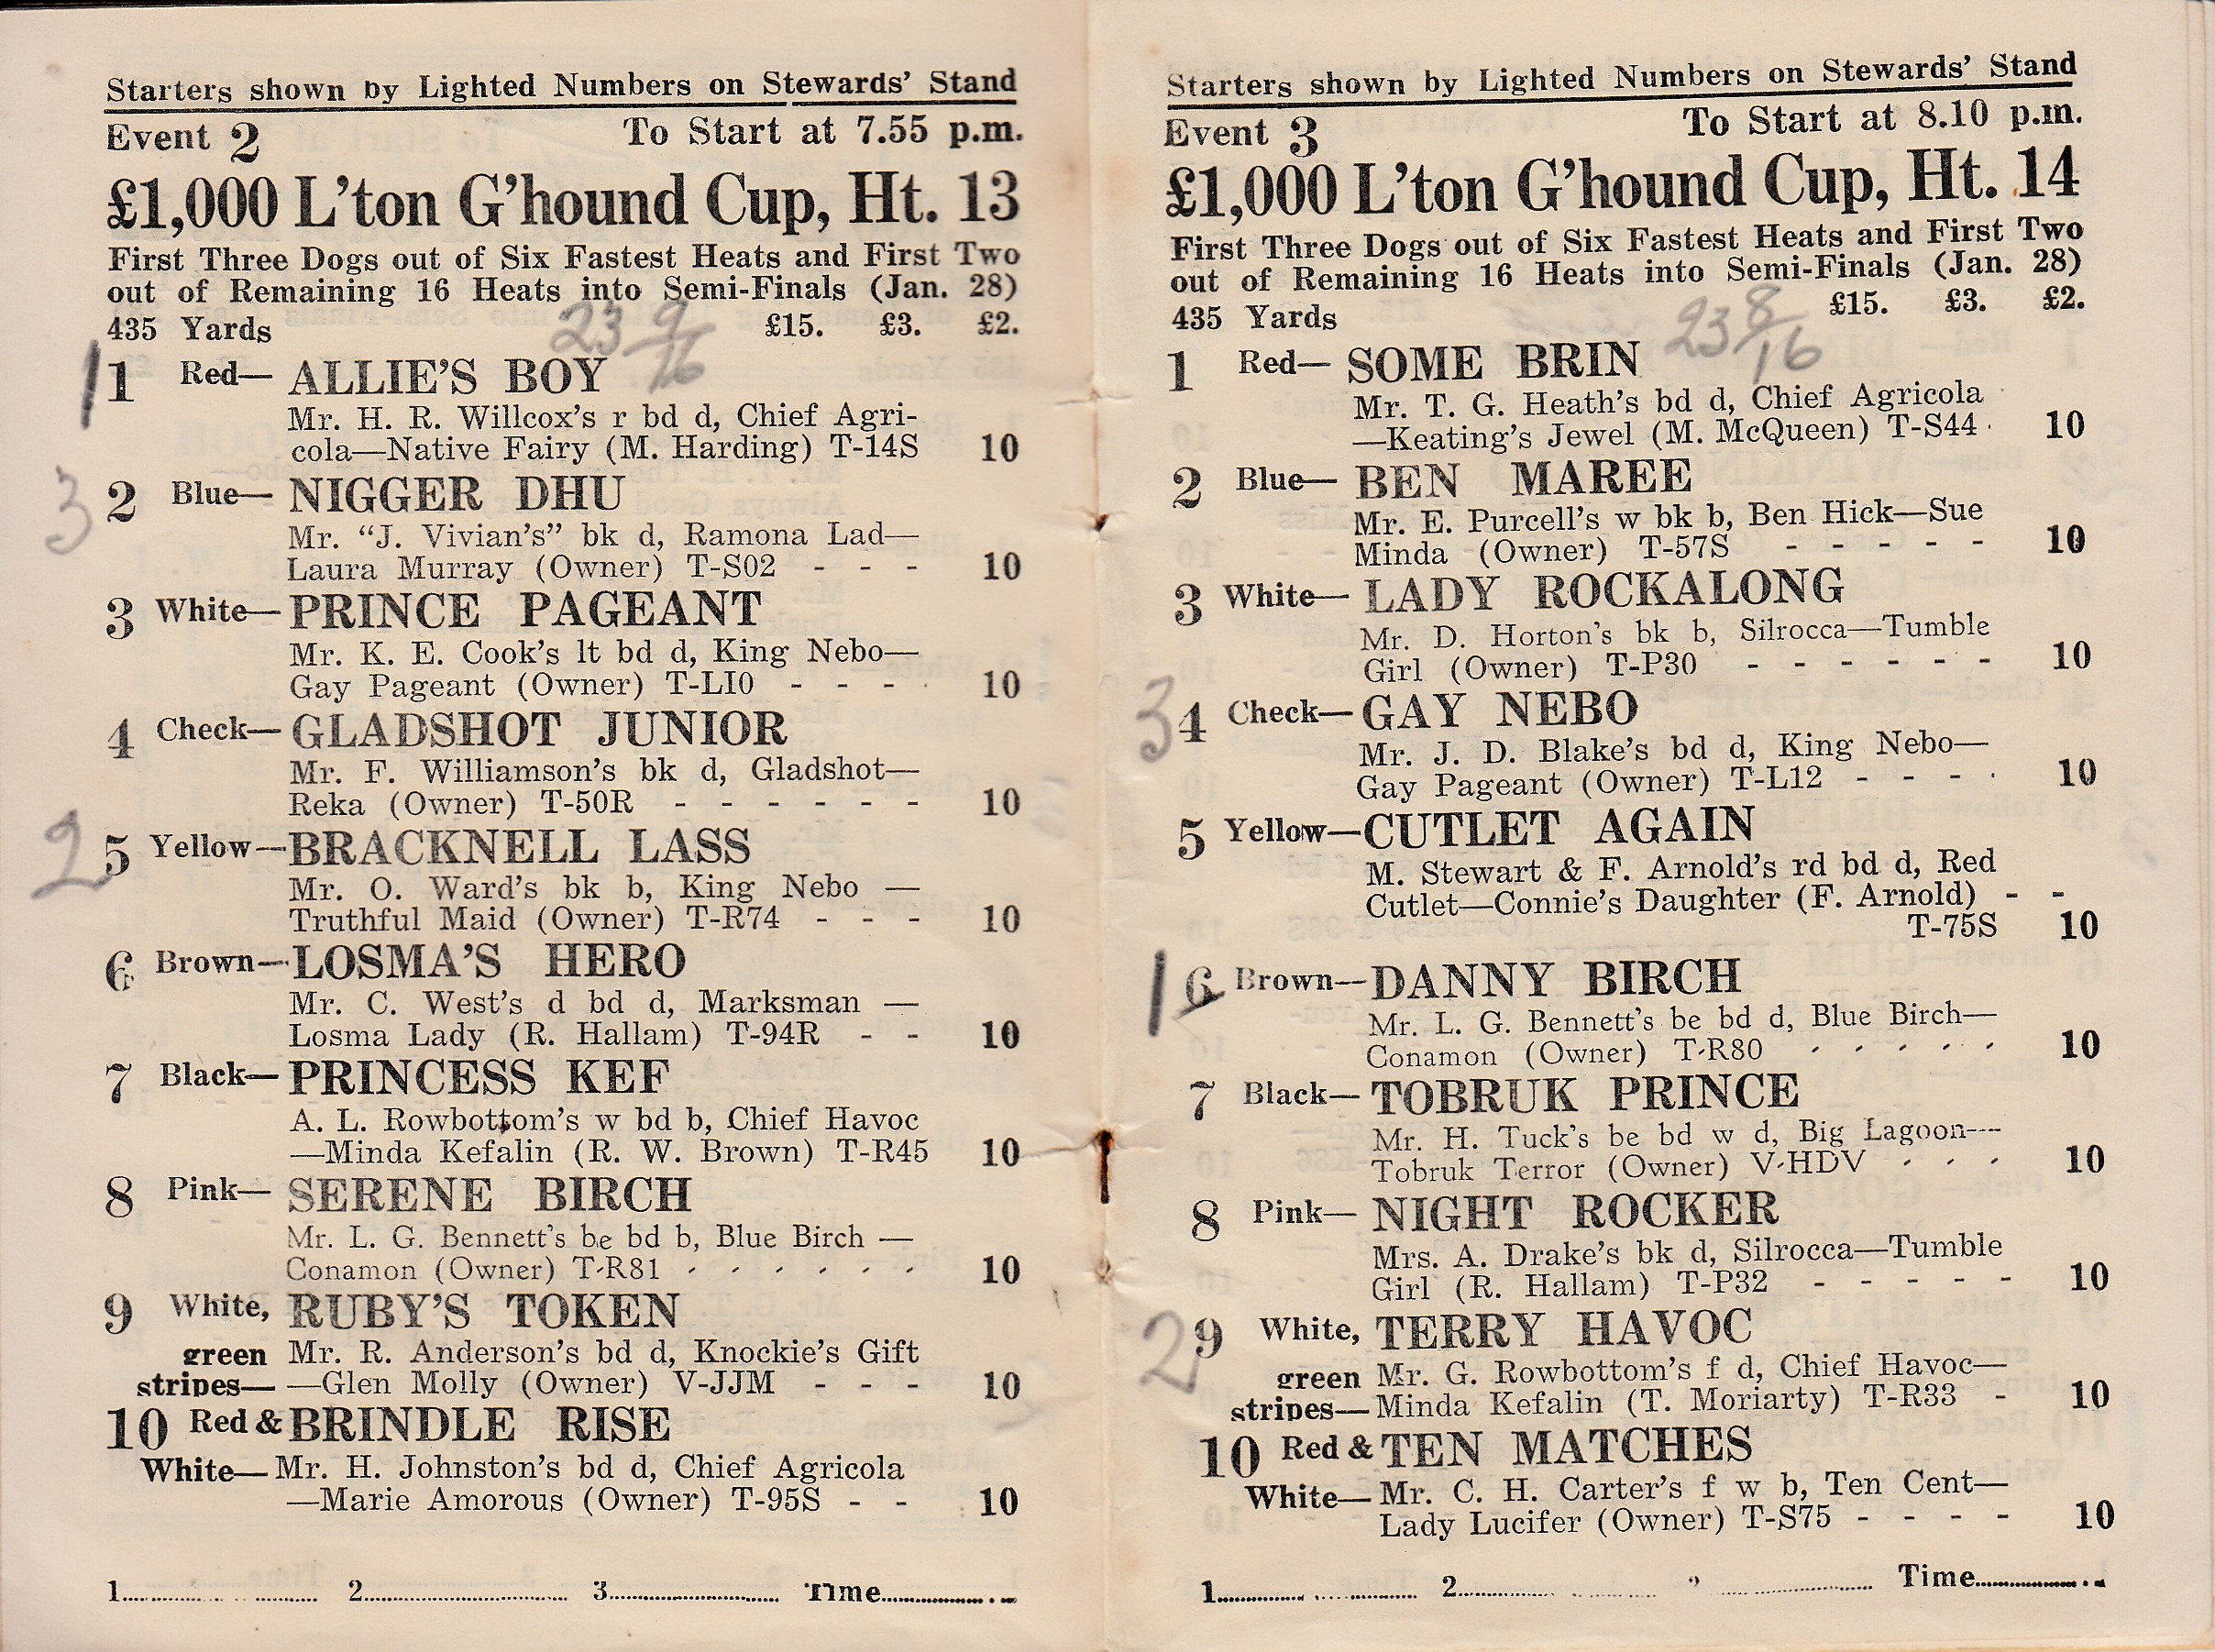 Starters shown by Lighted Numbers on Stewards' Stand
Event 2 To Start at 7.55 p.m.
£1,000 L'ton G'hound Cup, Ht. 13
First Three Dogs out of Six Fastest Heats and First Two
out of Remaining 16 Heats into Semi-Finals (Jan. 28)
435 Yards 23 9/16 £15. £3. £2.
1 1 Red— ALLIE'S BOY
Mr. H. R. Willcox's r bd d, Chief Agri-
cola—Native Fairy (M. Harding) T-14S 10
3 2 Blue— NIGGER DHU
Mr. "J. Vivian's" bk d, Ramona Lad—
Laura Murray (Owner) T-S02 - - - 10
3 White— PRINCE PAGEANT
Mr. K. E. Cook's lt bd d, King Nebo—
Gay Pageant (Owner) T-LI0 - - - - 10
4 Check— GLADSHOT JUNIOR
Mr. F. Williamson's bk d, Gladshot—
Reka (Owner) T-50R - - - - - - 10
2 5 Yellow— BRACKNELL LASS
Mr. O. Ward's bk b, King Nebo —
Truthful Maid (Owner) T-R74 - - - 10
6 Brown— LOSMA'S HERO
Mr. C. West's d bd d, Marksman —
Losma Lady (R. Hallam) T-94R - - 10
7 Black— PRINCESS KEF
A. L. Rowbottom's w bd b, Chief Havoc
—Minda Kefalin (R. W. Brown) T-R45 10
8 Pink— SERENE BIRCH
Mr. L. G. Bennett's be bd b, Blue Birch —
Conamon (Owner) T-R81 - - - - - - 10
9 White, RUBY'S TOKEN
green Mr. R. Anderson's bd d, Knockie's Gift
stripes— —Glen Molly (Owner) V-JJM - - - 10
10 Red & BRINDLE RISE
White— Mr. H. Johnston's bd d, Chief Agricola
—Marie Amorous (Owner) T-95S - - 10
1.................... 2.................... 3.................... Time....................
Starters shown by Lighted Numbers on Stewards' Stand
Event 3 To Start at 8.10 p.m.
£1,000 L'ton G'hound Cup, Ht. 14
First Three Dogs out of Six Fastest Heats and First Two
out of Remaining 16 Heats into Semi-Finals (Jan. 28)
435 Yards 23 8/16 £15. £3. £2.
1 Red— SOME BRIN
Mr. T. G. Heath's bd d, Chief Agricola
—Keating's Jewel (M. McQueen) T-S44 10
2 Blue— BEN MAREE
Mr. E. Purcell's w bk b, Ben Hick—Sue
Minda (Owner) T-57S - - - - - 10
3 White— LADY ROCKALONG
Mr. D. Horton's bk b, Silrocca—Tumble
Girl (Owner) T-P30 - - - - - - 10
3 4 Check— GAY NEBO
Mr. J. D. Blake's bd d, King Nebo—
Gay Pageant (Owner) T-L12 - - - - 10
5 Yellow— CUTLET AGAIN
M. Stewart & F. Arnold's rd bd d, Red
Cutlet—Connie's Daughter (F. Arnold) - -
T-75S 10
1 6 Brown— DANNY BIRCH
Mr. L. G. Bennett's be bd d, Blue Birch—
Conamon (Owner) T-R80 - - - - - 10
7 Black— TOBRUK PRINCE
Mr. H. Tuck's be bd w d, Big Lagoon—
Tobruk Terror (Owner) V-HDV - - - 10
8 Pink— NIGHT ROCKER
Mrs. A. Drake's bk d, Silrocca—Tumble
Girl (R. Hallam) T-P32 - - - - - 10
2 9 White, TERRY HAVOC
green Mr. G. Rowbottom's f d, Chief Havoc—
stripes— Minda Kefalin (T. Moriarty) T-R33 - 10
10 Red & TEN MATCHES
White— Mr. C. H. Carter's f w b, Ten Cent—
Lady Lucifer (Owner) T-S75 - - - - 10
1.................... 2.................... .................... Time....................